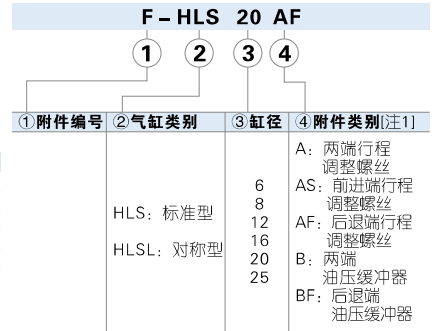 F-HLS 20 AF
① ② ③ ④
①附件编号 ②气缸类别 ③缸径 ④附件类别[注1]
HLS：标准型
HLSL：对称型
6
8
12
16
20
25
A：两端行程
调整螺丝
AS：前进端行程
调整螺丝
AF：后退端行程
调整螺丝
B：两端
油压缓冲器
BF：后退端
油压缓冲器